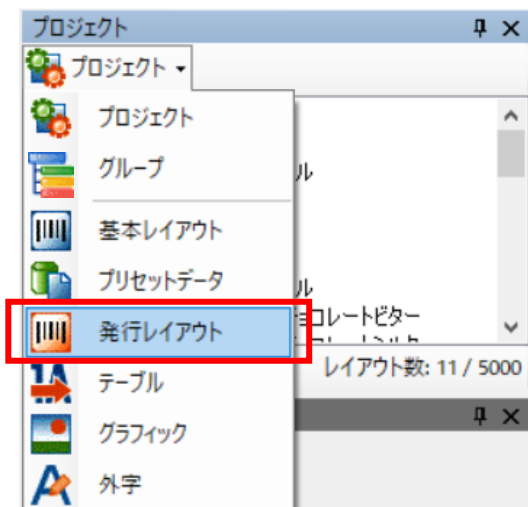 プロジェクト
プロジェクト
プロジェクト
グループ
ル
基本レイアウト
プリセットデータ
ル
コレートビター
発行レイアウト
レイアウト数: 11 / 5000
テーブル
グラフィック
外字